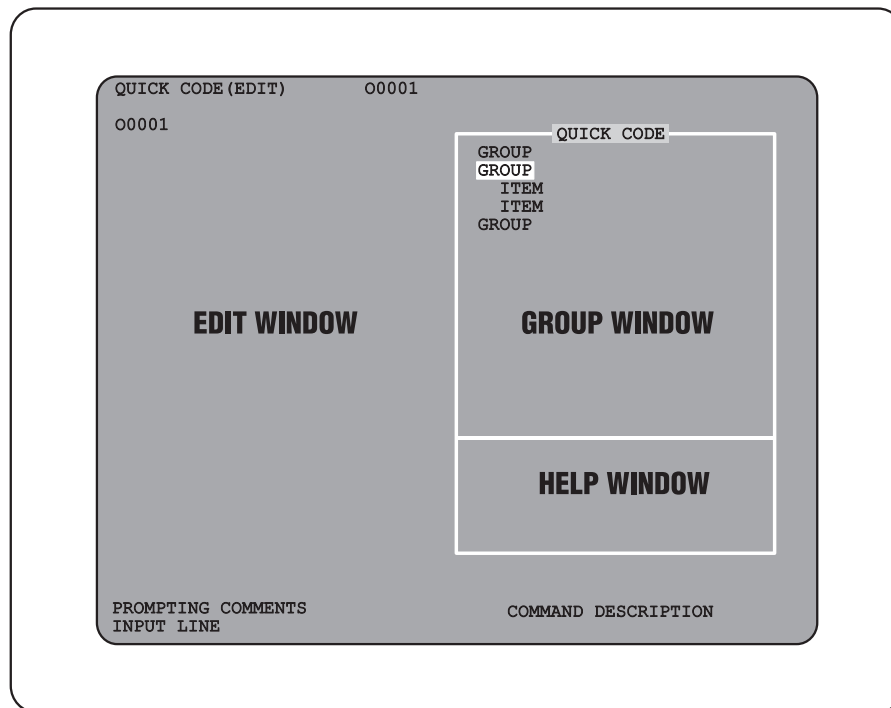 QUICK CODE(EDIT) O0001
O0001
QUICK CODE
GROUP
GROUP
ITEM
ITEM
GROUP
EDIT WINDOW
GROUP WINDOW
HELP WINDOW
PROMPTING COMMENTS
INPUT LINE
COMMAND DESCRIPTION